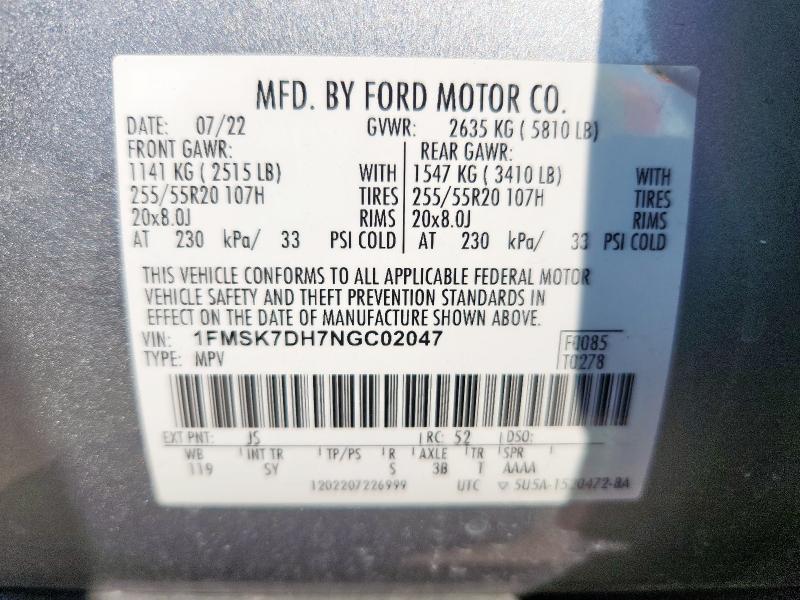 MFD. BY FORD MOTOR CO.
DATE: 07/22 GVWR: 2635 KG ( 5810 LB)
FRONT GAWR: REAR GAWR:
1141 KG ( 2515 LB) WITH 1547 KG ( 3410 LB) WITH
255/55R20 107H TIRES 255/55R20 107H TIRES
20x8.0J RIMS 20x8.0J RIMS
AT 230 kPa/ 33 PSI COLD AT 230 kPa/ 33 PSI COLD
THIS VEHICLE CONFORMS TO ALL APPLICABLE FEDERAL MOTOR
VEHICLE SAFETY AND THEFT PREVENTION STANDARDS IN
EFFECT ON THE DATE OF MANUFACTURE SHOWN ABOVE.
VIN: 1FMSK7DH7NGC02047 F0085
TYPE: MPV T0278
EXT PNT: JS RC: 52 DSO:
WB INT TR TP/PS R AXLE TR SPR
119 SY S 3B T AAAA
1202207226999 UTC ▽ 5U5A-1520472-BA